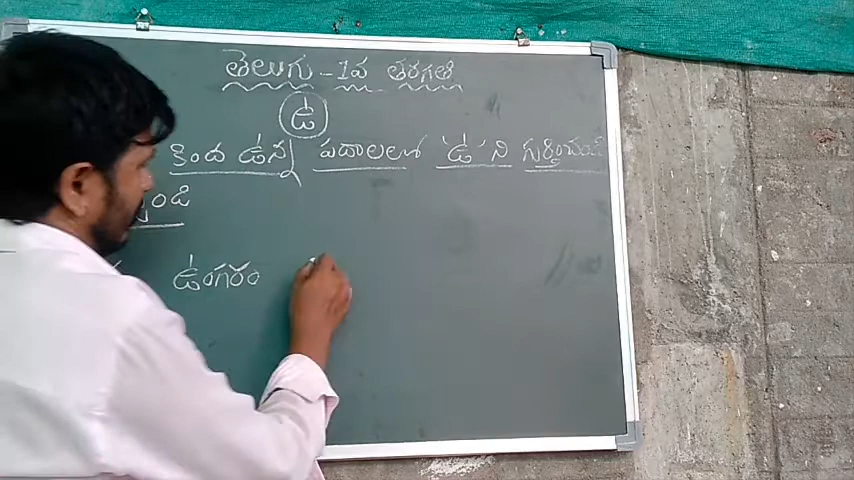 తెలుగు - 1వ తరగతి
ఉ
కింద ఉన్న పదాలలో 'ఉ' ని గుర్తించండి
ఉంగరం